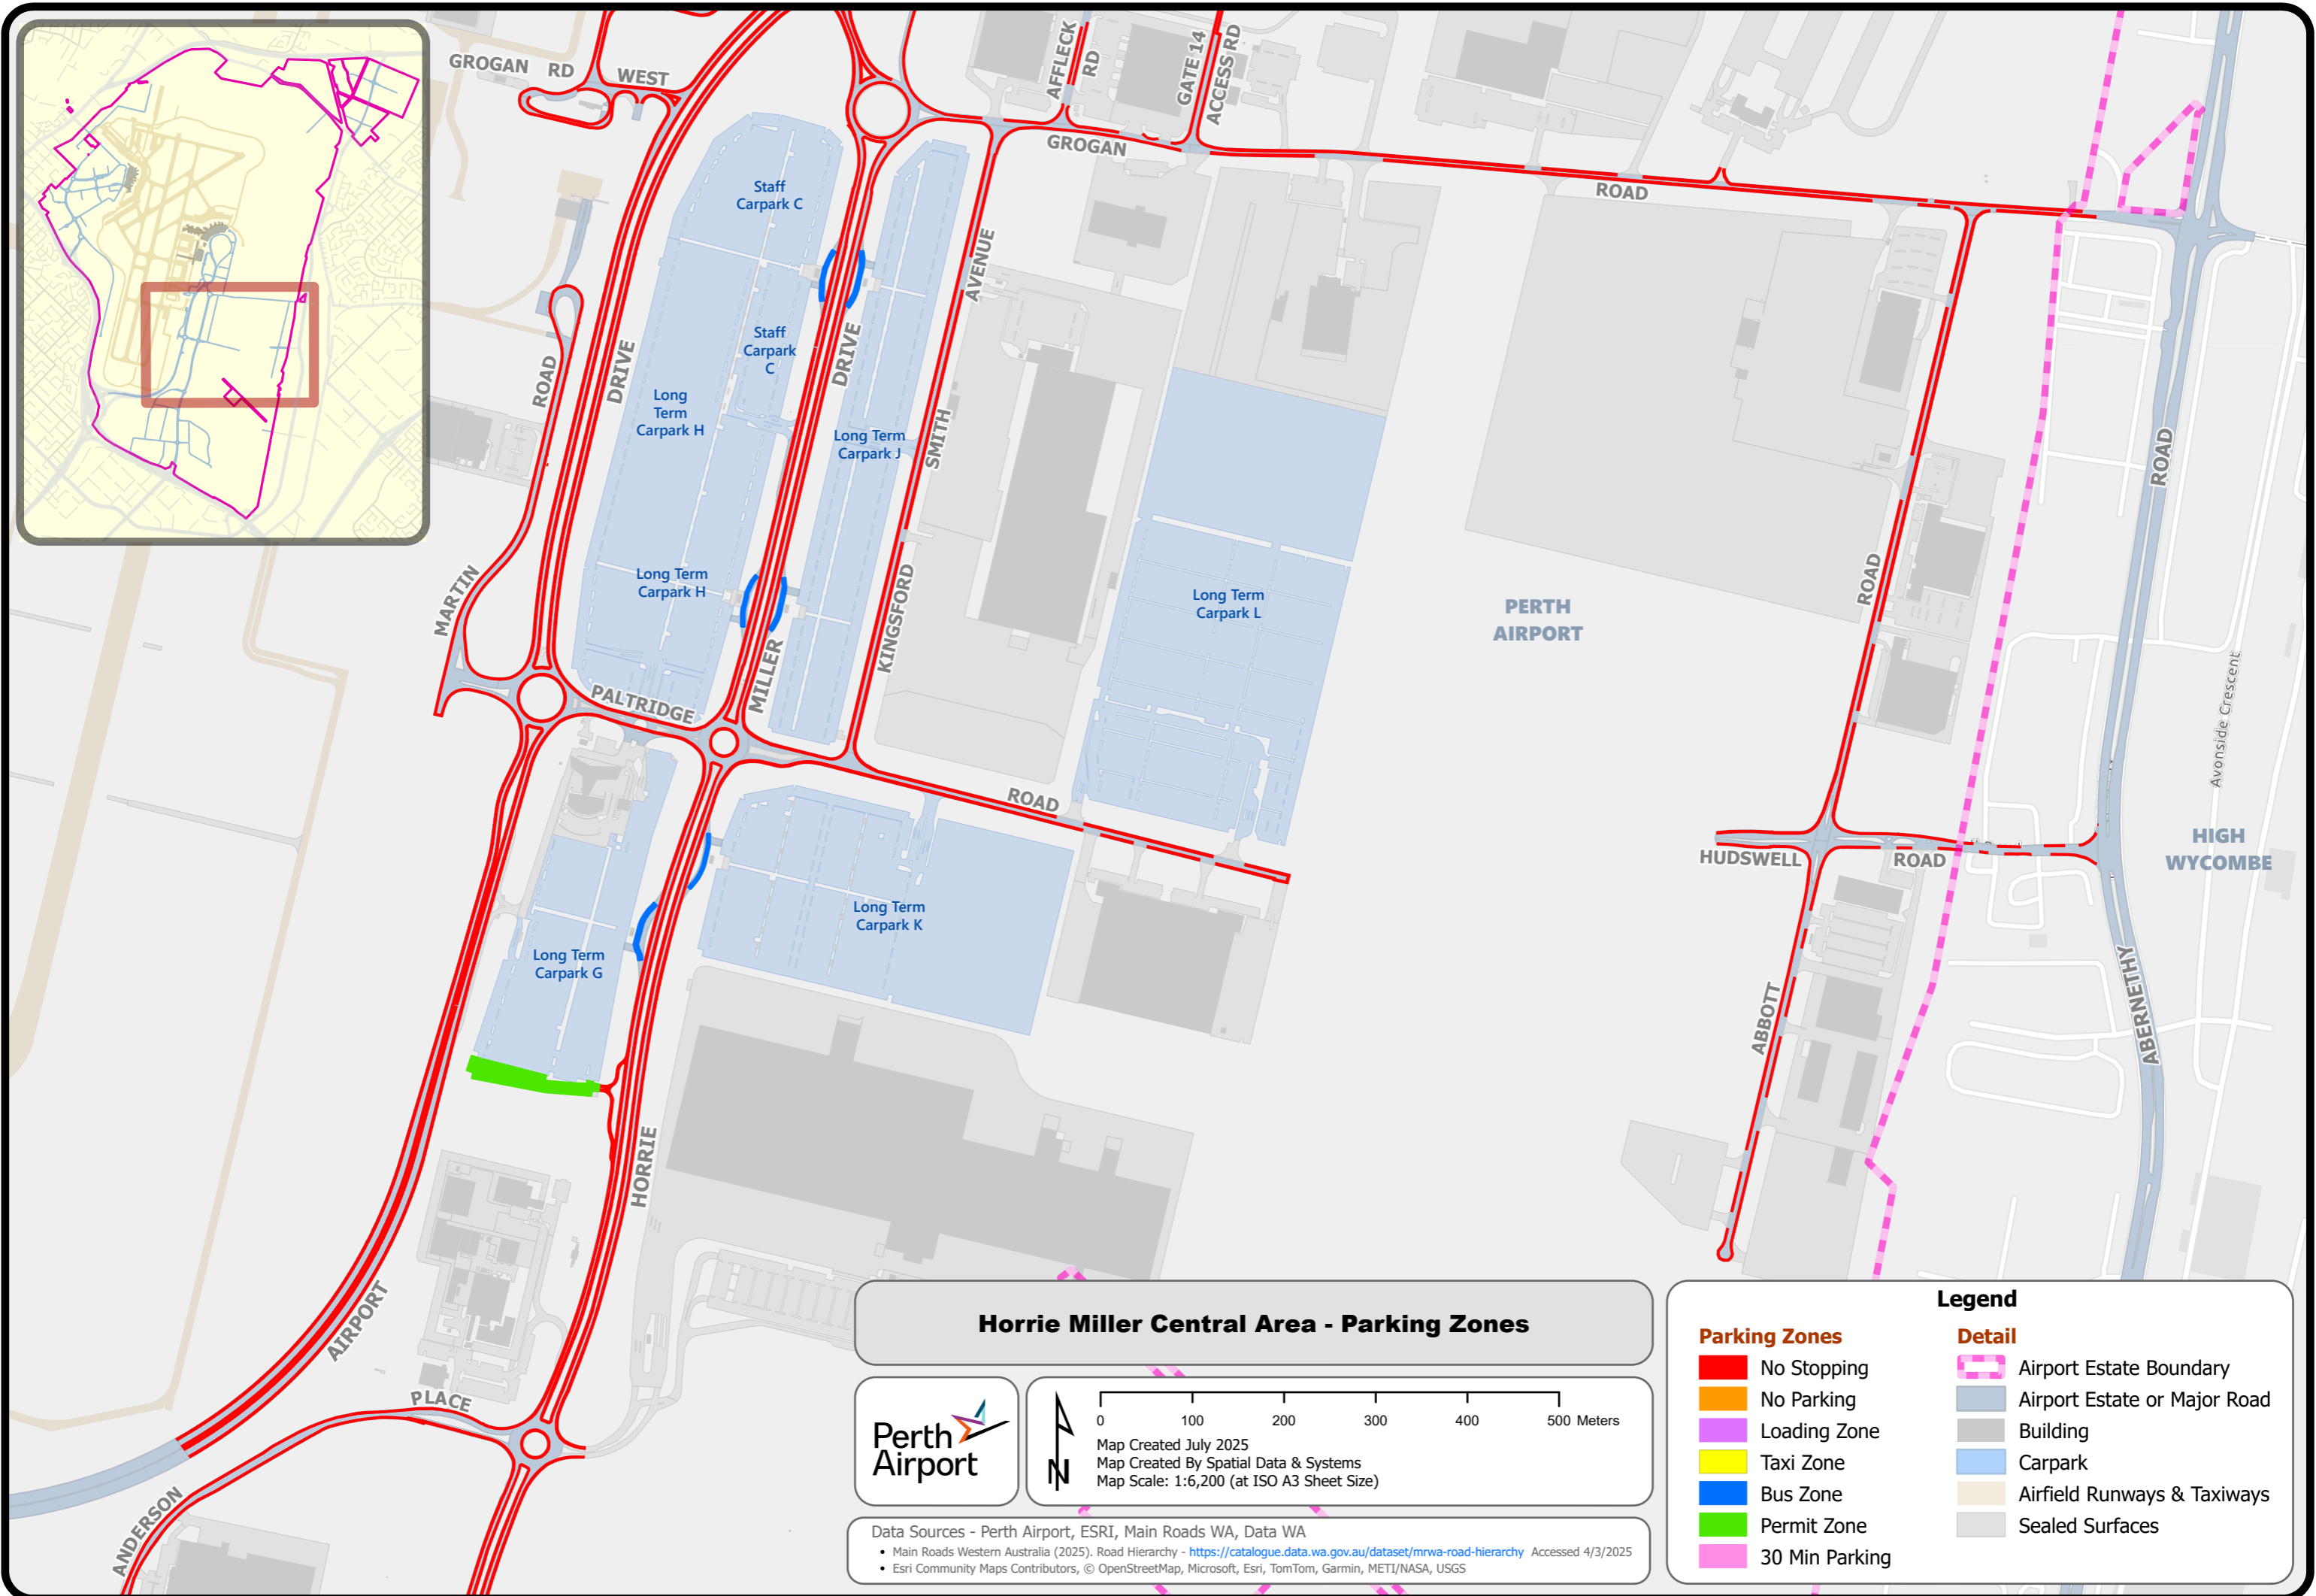 GROGAN RD WEST
AFFLECK
RD
GATE 14
ACCESS RD
GROGAN
ROAD
Staff
Carpark C
Staff
Carpark
C
DRIVE
DRIVE
AVENUE
ROAD
Long
Term
Carpark H
Long Term
Carpark J
SMITH
ROAD
Long Term
Carpark H
Long Term
Carpark L
PERTH
AIRPORT
ROAD
MARTIN
KINGSFORD
MILLER
PALTRIDGE
ROAD
Avonside Crescent
HUDSWELL
ROAD
HIGH
WYCOMBE
Long Term
Carpark K
Long Term
Carpark G
ABBOTT
ABERNETHY
HORRIE
AIRPORT
PLACE
ANDERSON
Horrie Miller Central Area - Parking Zones
Perth
Airport
N
0 100 200 300 400 500 Meters
Map Created July 2025
Map Created By Spatial Data & Systems
Map Scale: 1:6,200 (at ISO A3 Sheet Size)
Data Sources - Perth Airport, ESRI, Main Roads WA, Data WA
• Main Roads Western Australia (2025). Road Hierarchy - https://catalogue.data.wa.gov.au/dataset/mrwa-road-hierarchy Accessed 4/3/2025
• Esri Community Maps Contributors, © OpenStreetMap, Microsoft, Esri, TomTom, Garmin, METI/NASA, USGS
Legend
Parking Zones
No Stopping
No Parking
Loading Zone
Taxi Zone
Bus Zone
Permit Zone
30 Min Parking
Detail
Airport Estate Boundary
Airport Estate or Major Road
Building
Carpark
Airfield Runways & Taxiways
Sealed Surfaces